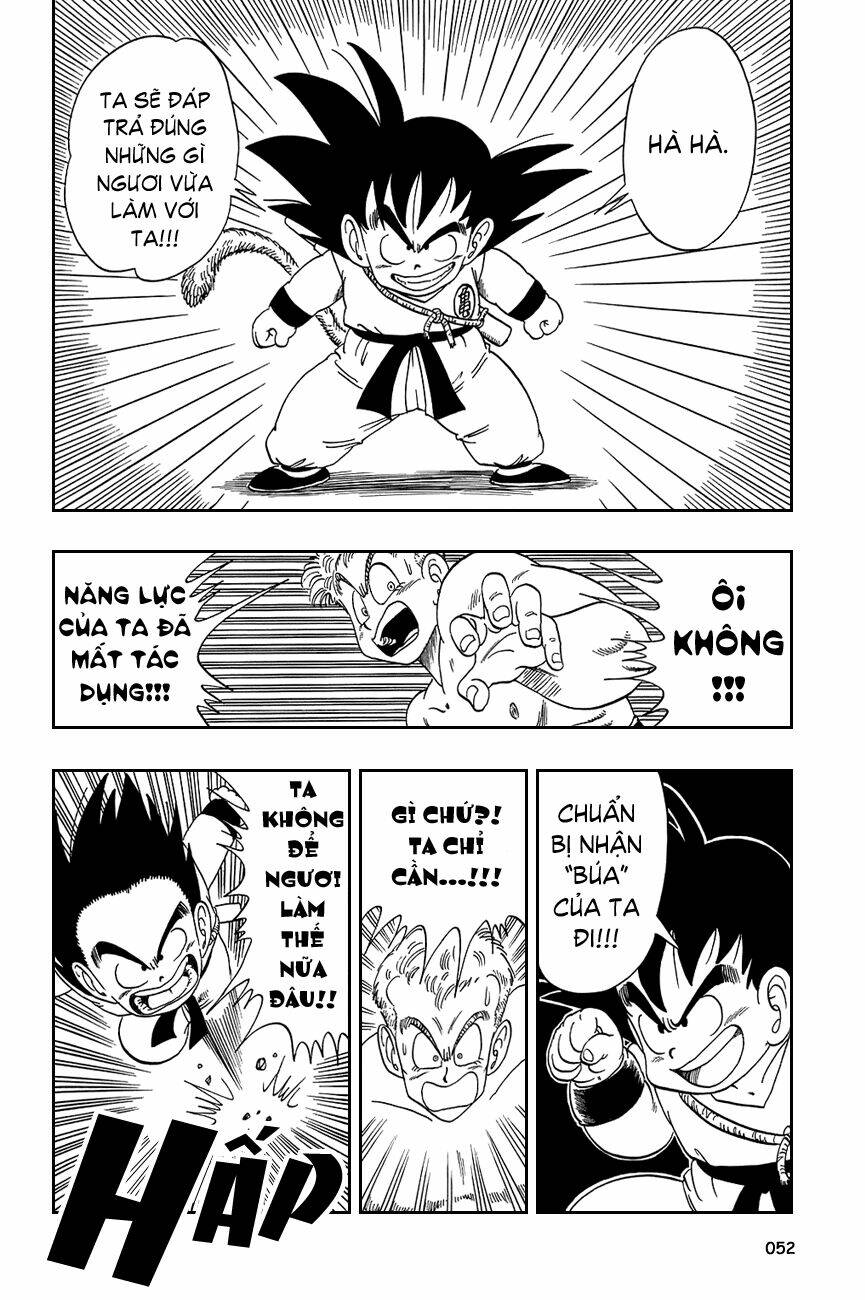 HÀ HÀ.
TA SẼ ĐÁP
TRẢ ĐÚNG
NHỮNG GÌ
NGƯƠI VỪA
LÀM VỚI
TA!!!
ÔI
KHÔNG
!!!
NĂNG LỰC
CỦA TA ĐÃ
MẤT TÁC
DỤNG!!!
CHUẨN
BỊ NHẬN
“BÚA”
CỦA TA
ĐI!!!
GÌ CHỨ?!
TA CHỈ
CẦN...!!!
TA
KHÔNG
ĐỂ
NGƯƠI
LÀM
THẾ
NỮA
ĐÂU!!
HẤP
052